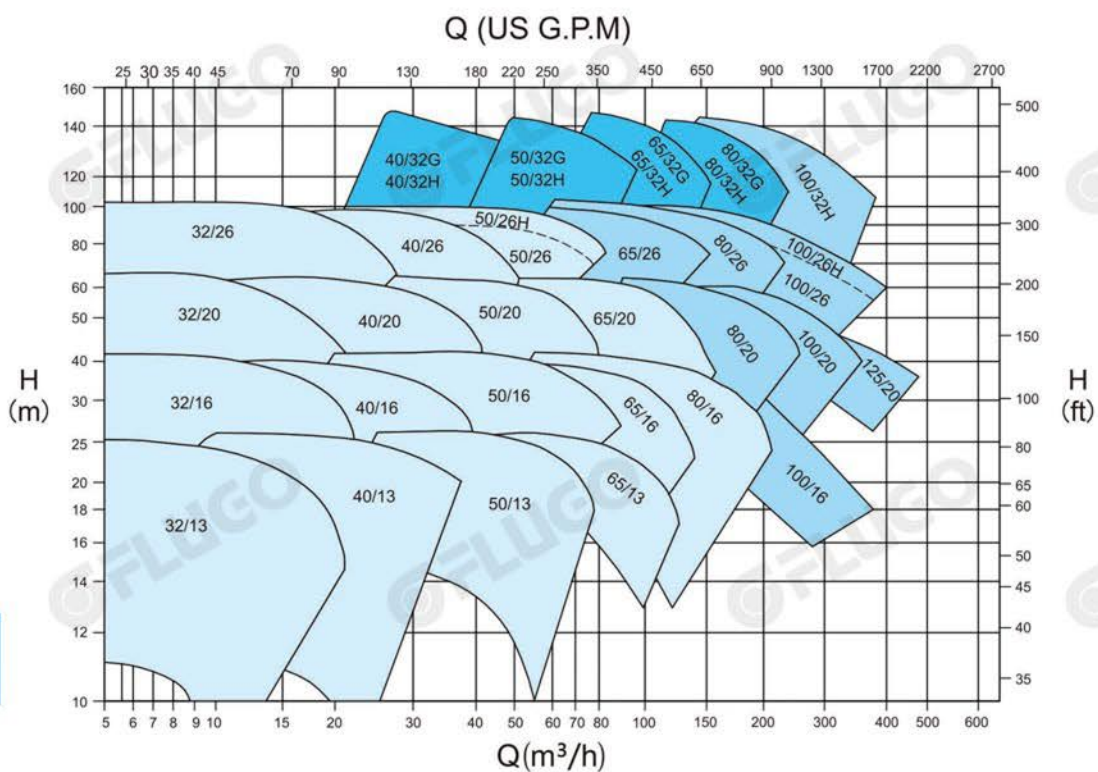 Q (US G.P.M)
25 30 35 40 45 70 90 130 180 220 250 350 450 650 900 1300 1700 2200 2700
160
140
120
100
80
60
50
40
30
25
20
18
16
14
12
10
H
(m)
500
400
300
200
150
100
80
65
60
50
45
40
35
H
(ft)
40/32G
40/32H
50/32G
50/32H
65/32G
65/32H
80/32G
80/32H
100/32H
32/26
40/26
50/26H
50/26
65/26
80/26
100/26H
100/26
32/20
40/20
50/20
65/20
80/20
100/20
125/20
32/16
40/16
50/16
65/16
80/16
100/16
32/13
40/13
50/13
65/13
5 6 7 8 9 10 15 20 30 40 50 60 70 80 100 150 200 300 400 500 600
Q(m³/h)
FLUGO
FLUGO
FLUGO
FLUGO
FLUGO
FLUGO